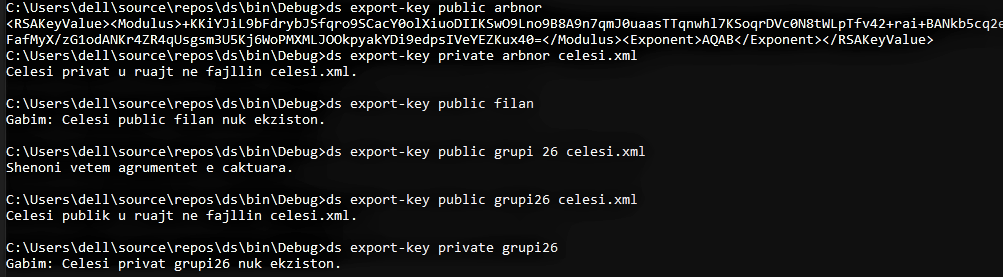 C:\Users\dell\source\repos\ds\bin\Debug>ds export-key public arbnor
<RSAKeyValue><Modulus>+KKiYJiL9bFdrybJSfqro9SCacY0olXiuoDIIKSwO9Lno9B8A9n7qmJ0uaasTTqnwhl7KSoqrDVc0N8tWLpTfv42+rai+BANkb5cq2e
FafMyX/zG1odANKr4ZR4qUsgsm3U5Kj6WoPMXMLJOOkpyakYDi9edpsIVeYEZKux40=</Modulus><Exponent>AQAB</Exponent></RSAKeyValue>
C:\Users\dell\source\repos\ds\bin\Debug>ds export-key private arbnor celesi.xml
Celesi privat u ruajt ne fajllin celesi.xml.
C:\Users\dell\source\repos\ds\bin\Debug>ds export-key public filan
Gabim: Celesi public filan nuk ekziston.
C:\Users\dell\source\repos\ds\bin\Debug>ds export-key public grupi 26 celesi.xml
Shenoni vetem agrumentet e caktuara.
C:\Users\dell\source\repos\ds\bin\Debug>ds export-key public grupi26 celesi.xml
Celesi publik u ruajt ne fajllin celesi.xml.
C:\Users\dell\source\repos\ds\bin\Debug>ds export-key private grupi26
Gabim: Celesi privat grupi26 nuk ekziston.